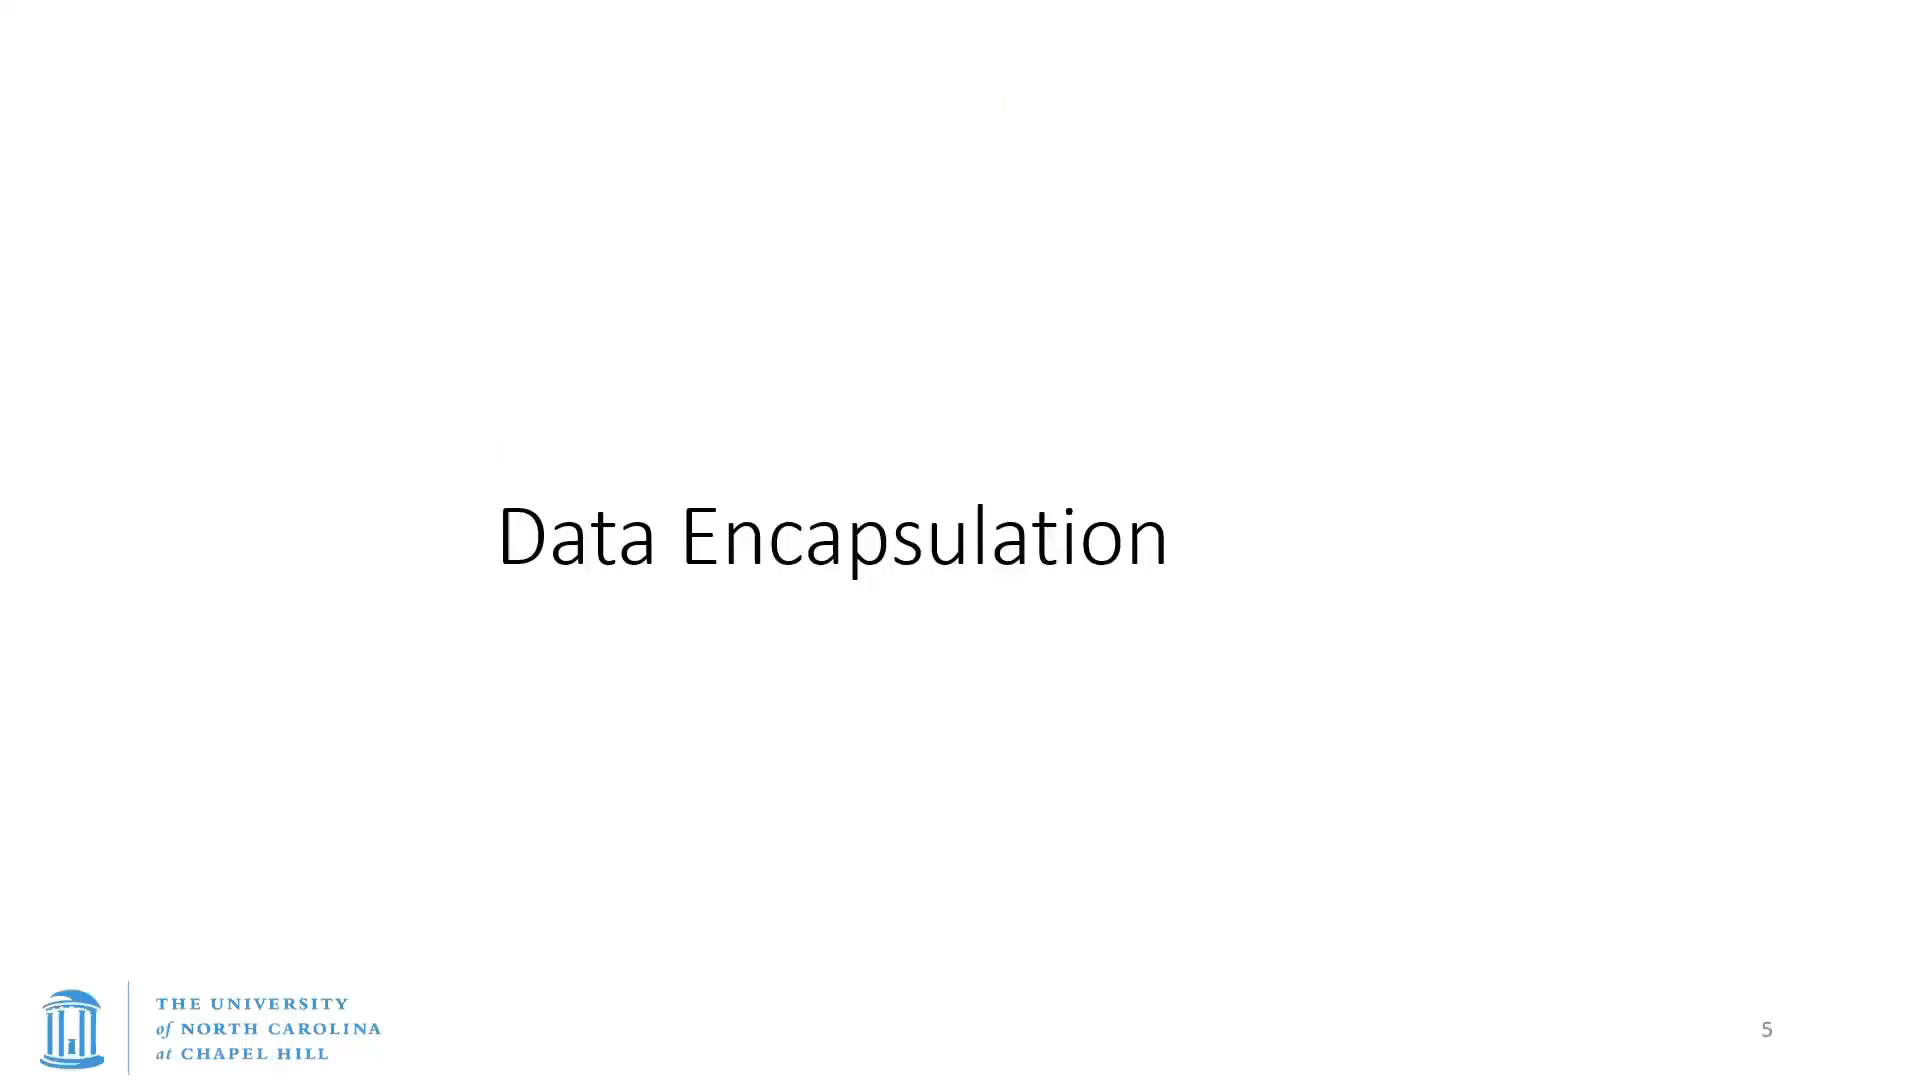 Data Encapsulation
THE UNIVERSITY
of NORTH CAROLINA
at CHAPEL HILL
5